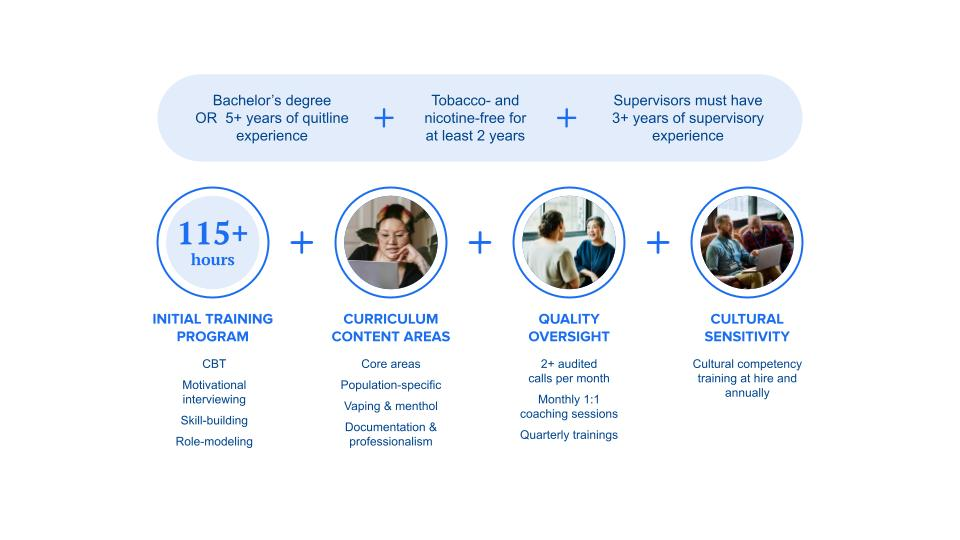 Bachelor’s degree
OR 5+ years of quitline
experience
+
Tobacco- and
nicotine-free for
at least 2 years
+
Supervisors must have
3+ years of supervisory
experience
115+
hours
+
+
+
INITIAL TRAINING
PROGRAM
CBT
Motivational
interviewing
Skill-building
Role-modeling
CURRICULUM
CONTENT AREAS
Core areas
Population-specific
Vaping & menthol
Documentation &
professionalism
QUALITY
OVERSIGHT
2+ audited
calls per month
Monthly 1:1
coaching sessions
Quarterly trainings
CULTURAL
SENSITIVITY
Cultural competency
training at hire and
annually